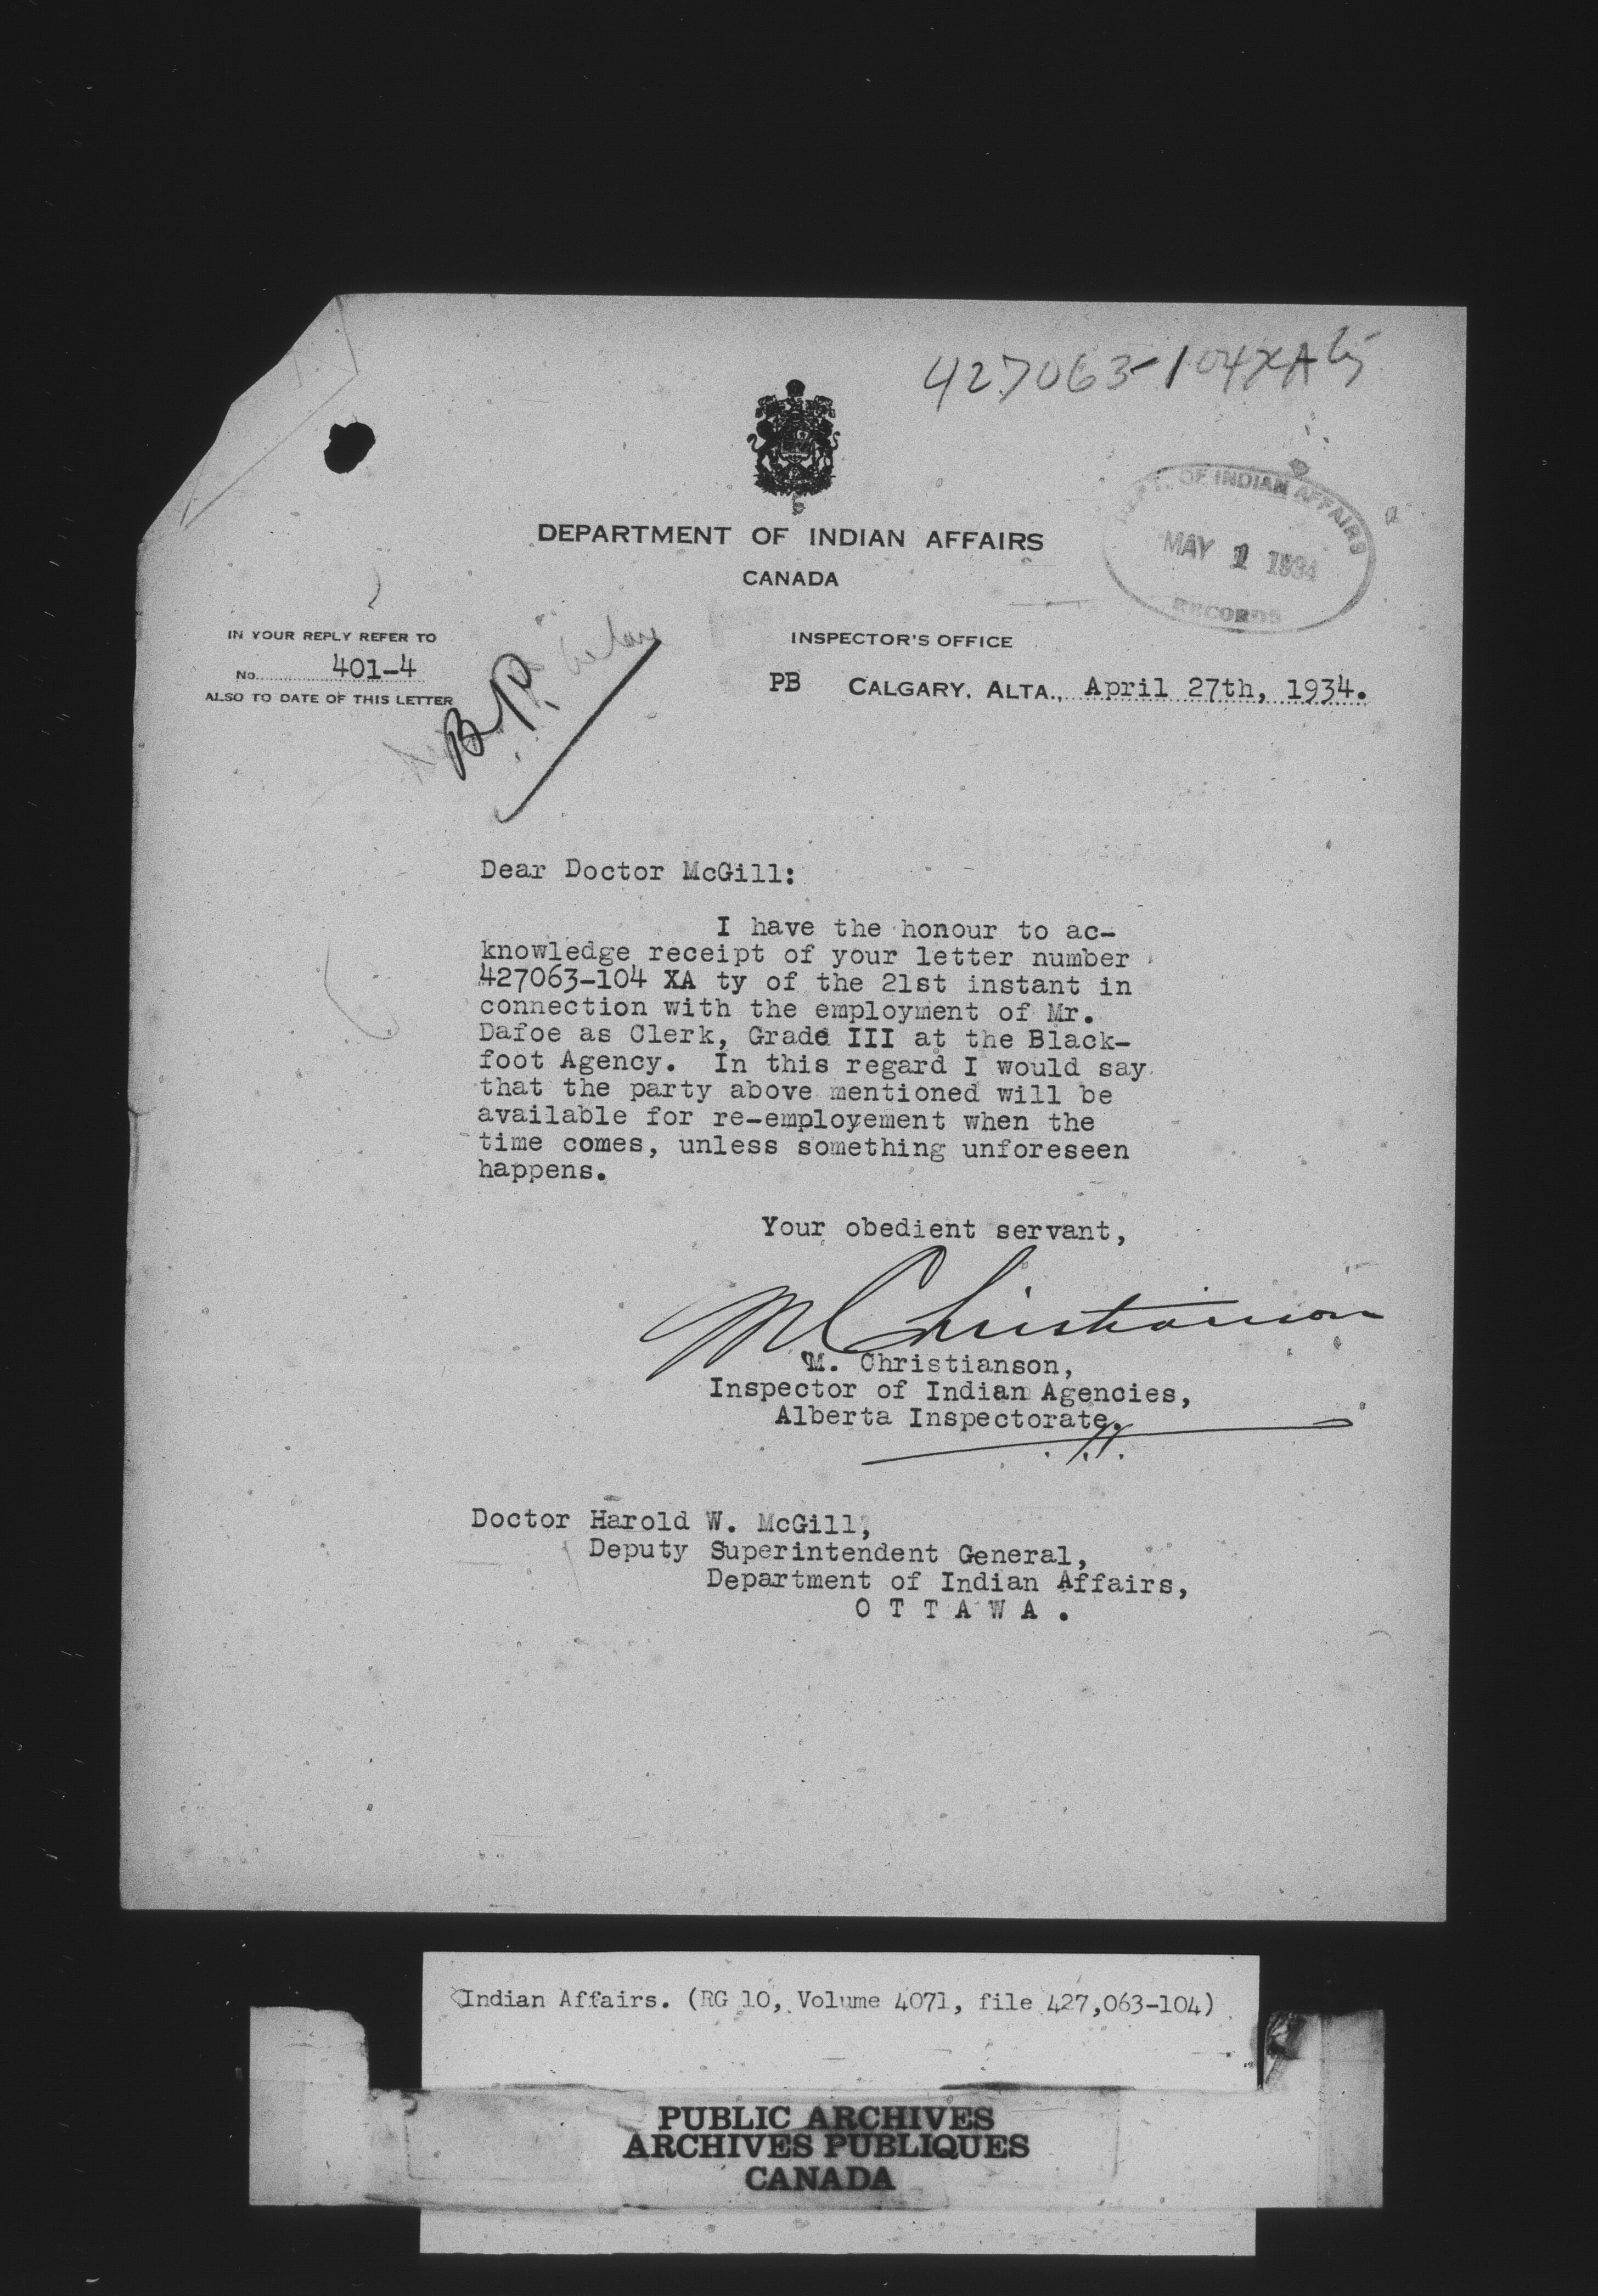 427063-104XA ty
DEPARTMENT OF INDIAN AFFAIRS
CANADA
DEPT. OF INDIAN AFFAIRS
MAY 1 1934
RECORDS
IN YOUR REPLY REFER TO
No. 401-4
ALSO TO DATE OF THIS LETTER
B.P.
INSPECTOR'S OFFICE
PB CALGARY, ALTA., April 27th, 1934.
Dear Doctor McGill:
I have the honour to ac-
knowledge receipt of your letter number
427063-104 XA ty of the 21st instant in
connection with the employment of Mr.
Dafoe as Clerk, Grade III at the Black-
foot Agency. In this regard I would say
that the party above mentioned will be
available for re-employement when the
time comes, unless something unforeseen
happens.
Your obedient servant,
M Christianson
M. Christianson,
Inspector of Indian Agencies,
Alberta Inspectorate.
Doctor Harold W. McGill,
Deputy Superintendent General,
Department of Indian Affairs,
O T T A W A .
Indian Affairs. (RG 10, Volume 4071, file 427,063-104)
PUBLIC ARCHIVES
ARCHIVES PUBLIQUES
CANADA